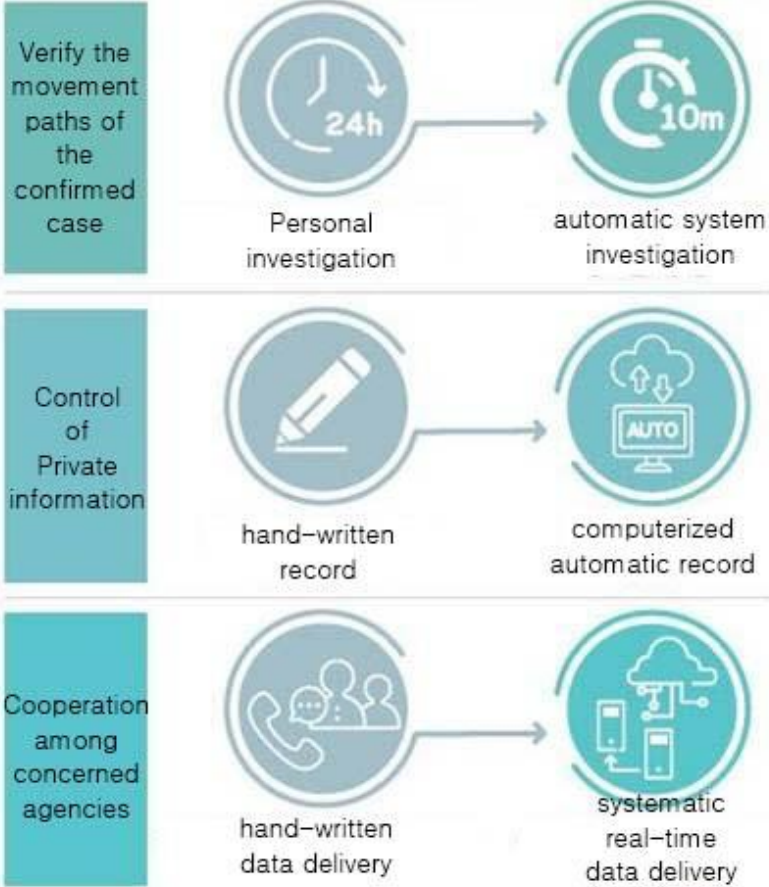 Verify the
movement
paths of
the
confirmed
case
24h
Personal
investigation
10m
automatic system
investigation
Control
of
Private
information
hand-written
record
AUTO
computerized
automatic record
Cooperation
among
concerned
agencies
hand-written
data delivery
systematic
real-time
data delivery